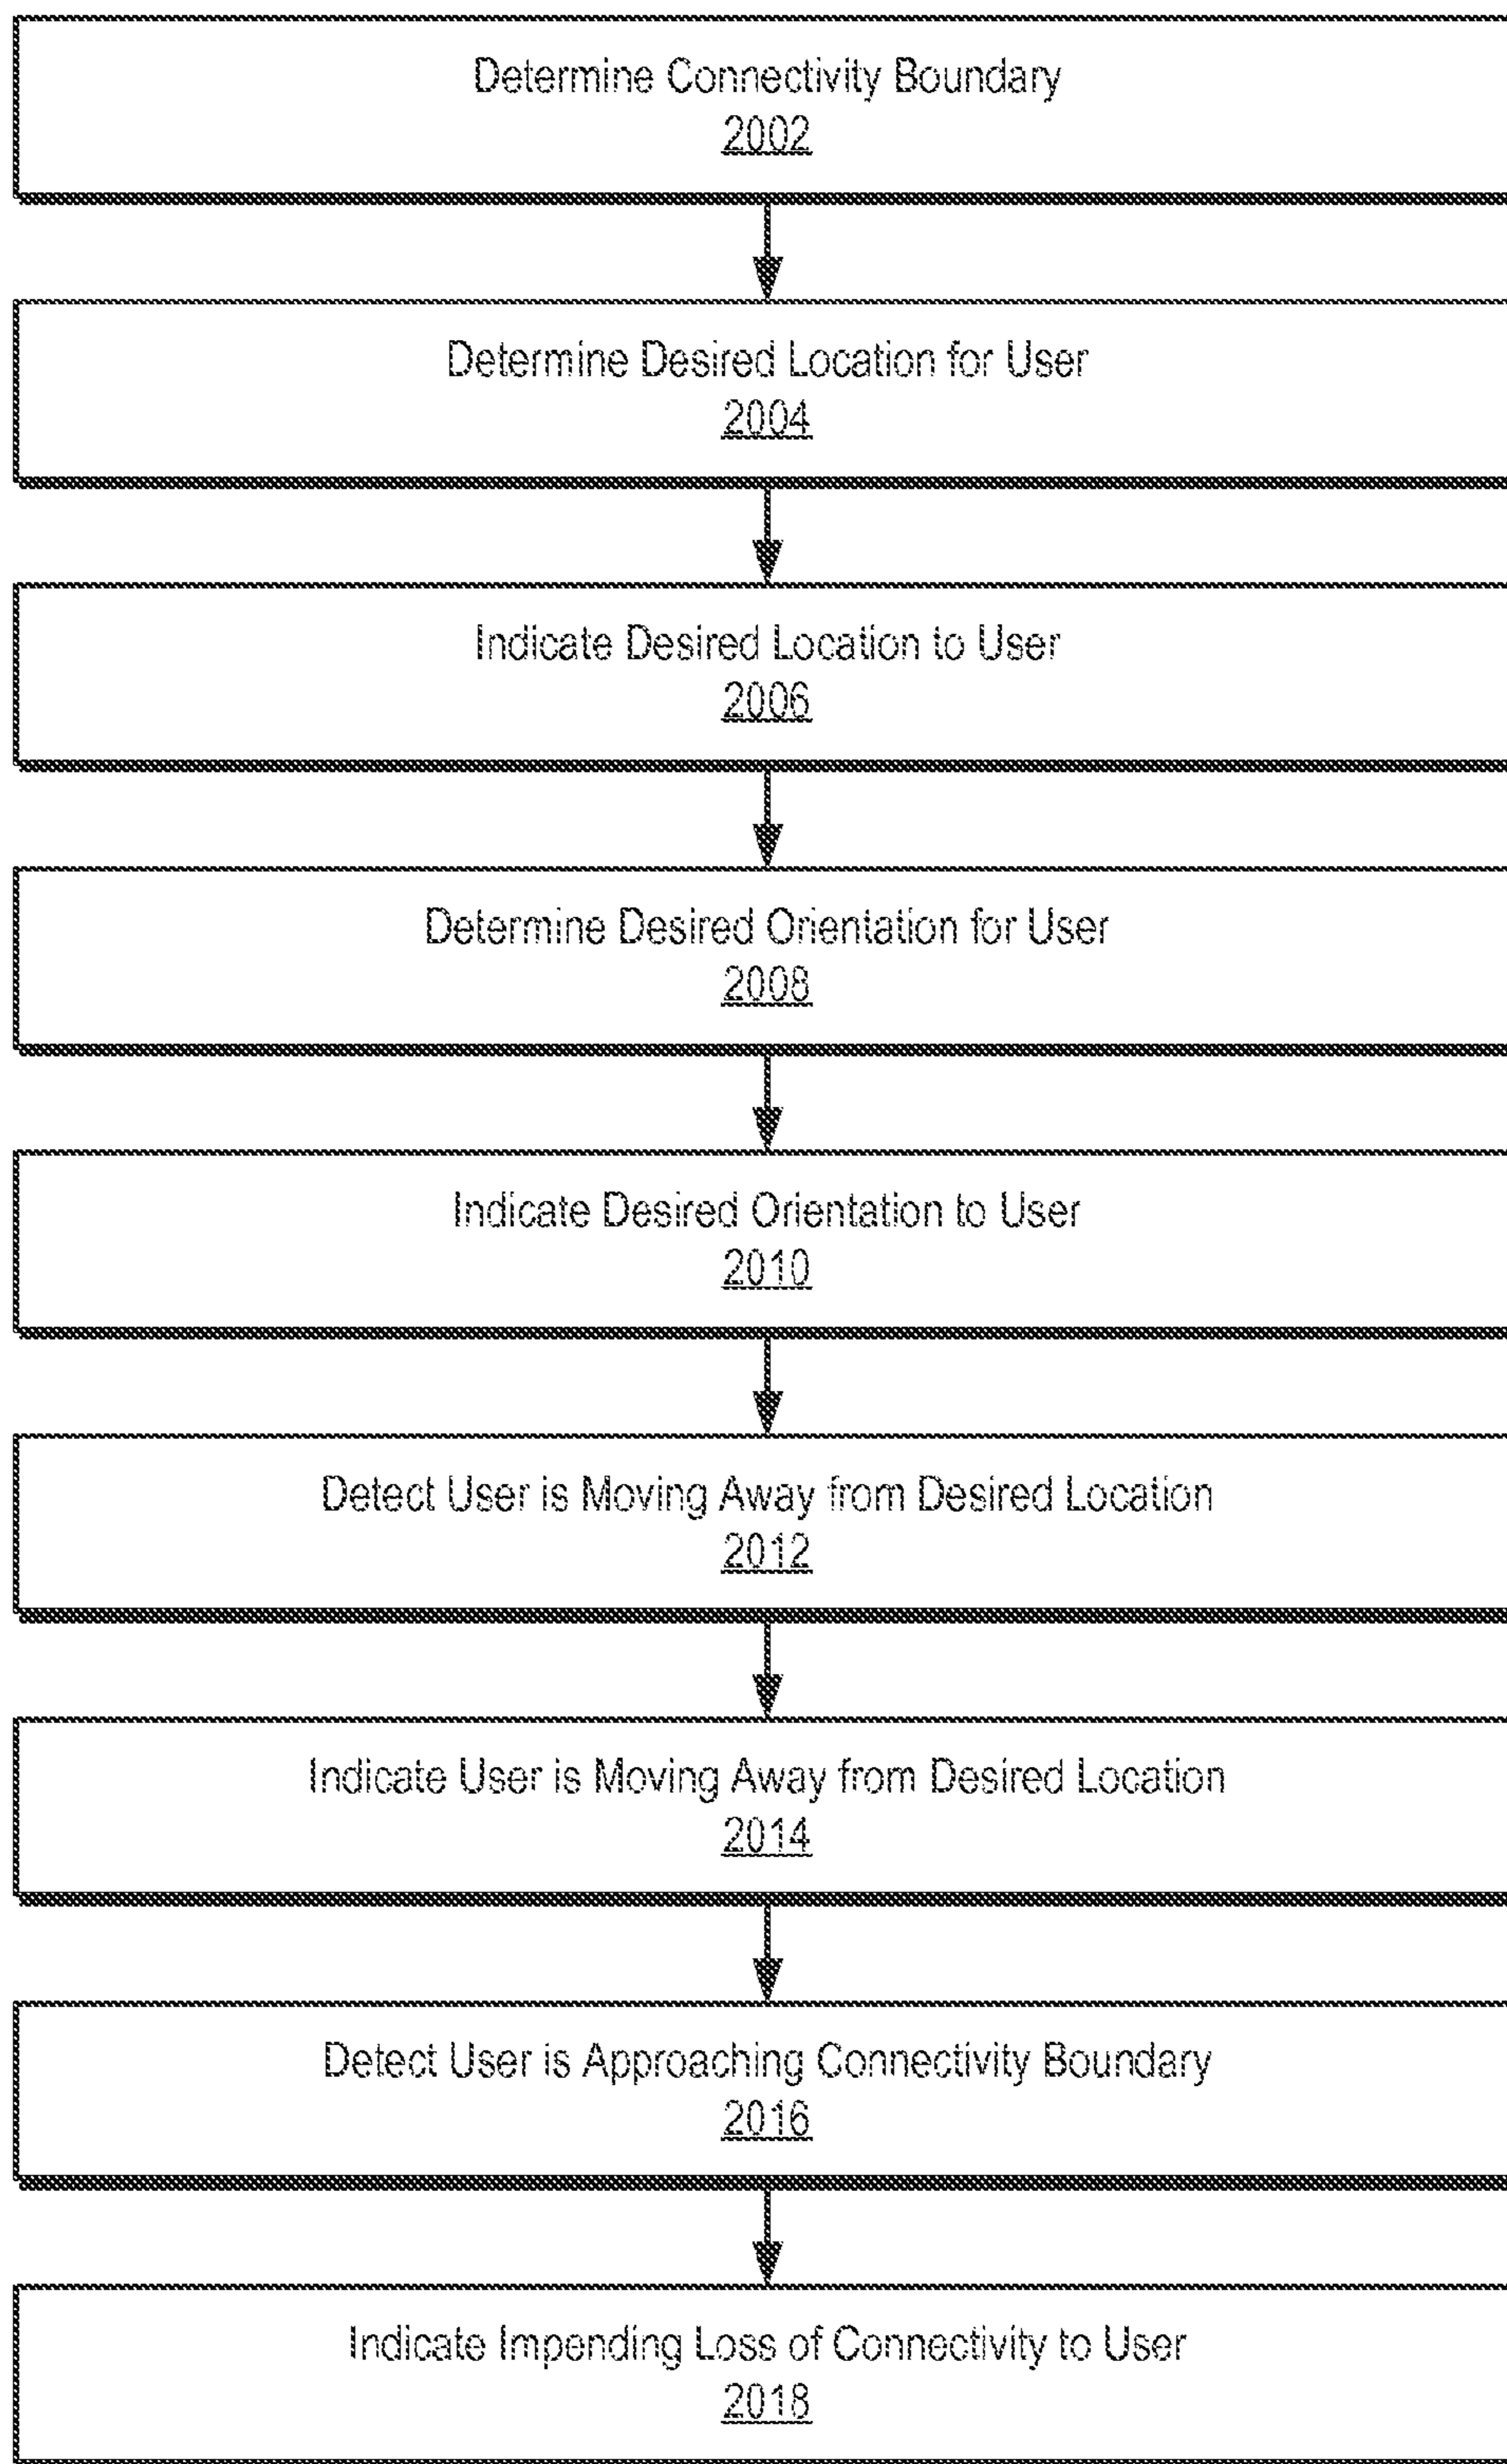 Determine Connectivity Boundary
2002
Determine Desired Location for User
2004
Indicate Desired Location to User
2006
Determine Desired Orientation for User
2008
Indicate Desired Orientation to User
2010
Detect User is Moving Away from Desired Location
2012
Indicate User is Moving Away from Desired Location
2014
Detect User is Approaching Connectivity Boundary
2016
Indicate Impending Loss of Connectivity to User
2018